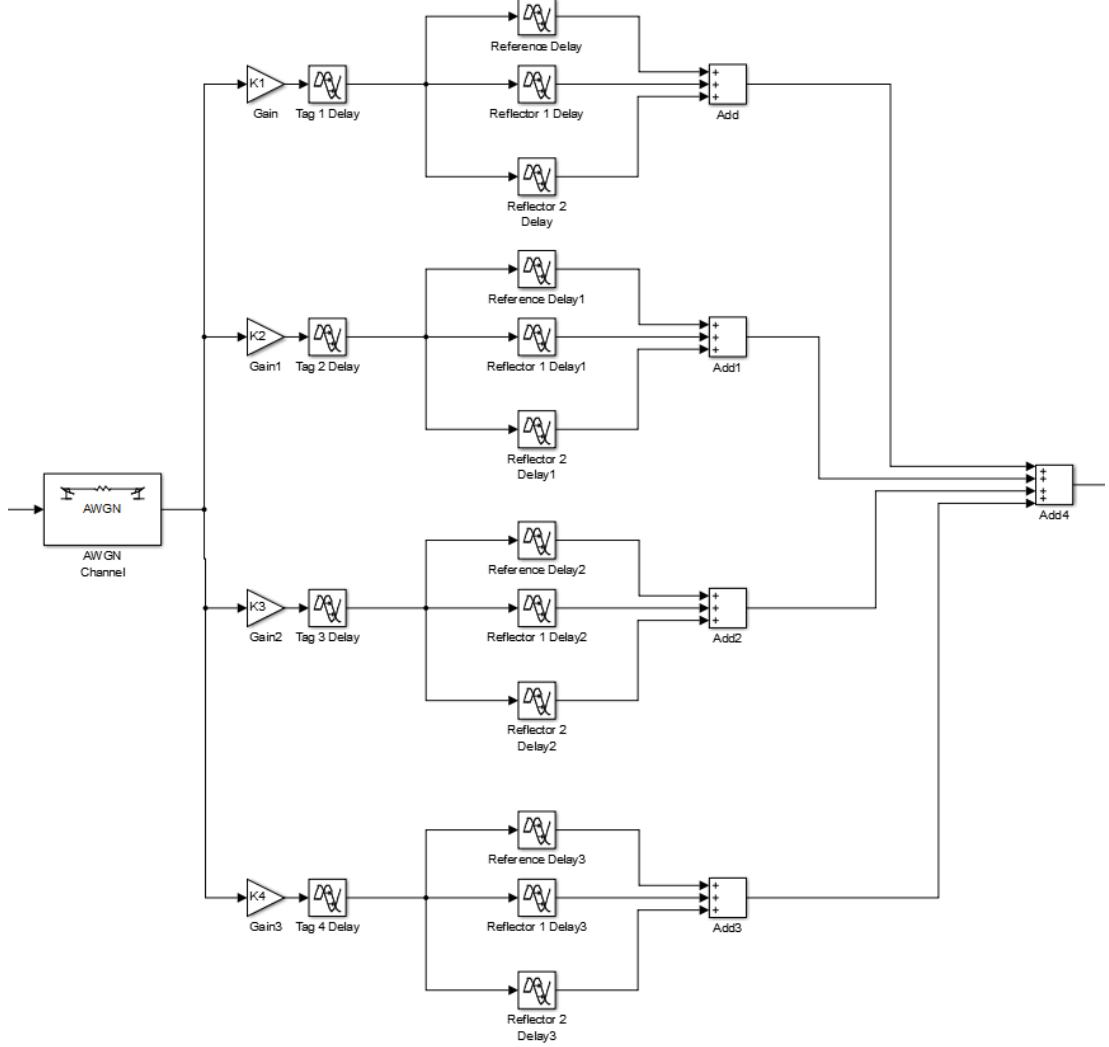 Reference Delay
K1
Gain
Tag 1 Delay
Reflector 1 Delay
+
+
+
Add
Reflector 2
Delay
Reference Delay1
K2
Gain1
Tag 2 Delay
Reflector 1 Delay1
+
+
+
Add1
Reflector 2
Delay1
AWGN
AWGN
Channel
+
+
+
+
Add4
Reference Delay2
K3
Gain2
Tag 3 Delay
Reflector 1 Delay2
+
+
+
Add2
Reflector 2
Delay2
Reference Delay3
K4
Gain3
Tag 4 Delay
Reflector 1 Delay3
+
+
+
Add3
Reflector 2
Delay3